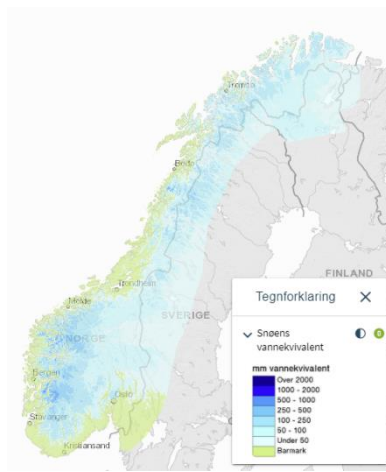 Tromsø
Bodø
Trondheim
Molde
SVERIGE
FINLAND
NORGE
Bergen
Oslo
Stavanger
Kristiansand
Tegnforklaring
Snøens
vannekvivalent
mm vannekvivalent
Over 2000
1000 - 2000
500 - 1000
250 - 500
100 - 250
50 - 100
Under 50
Barmark